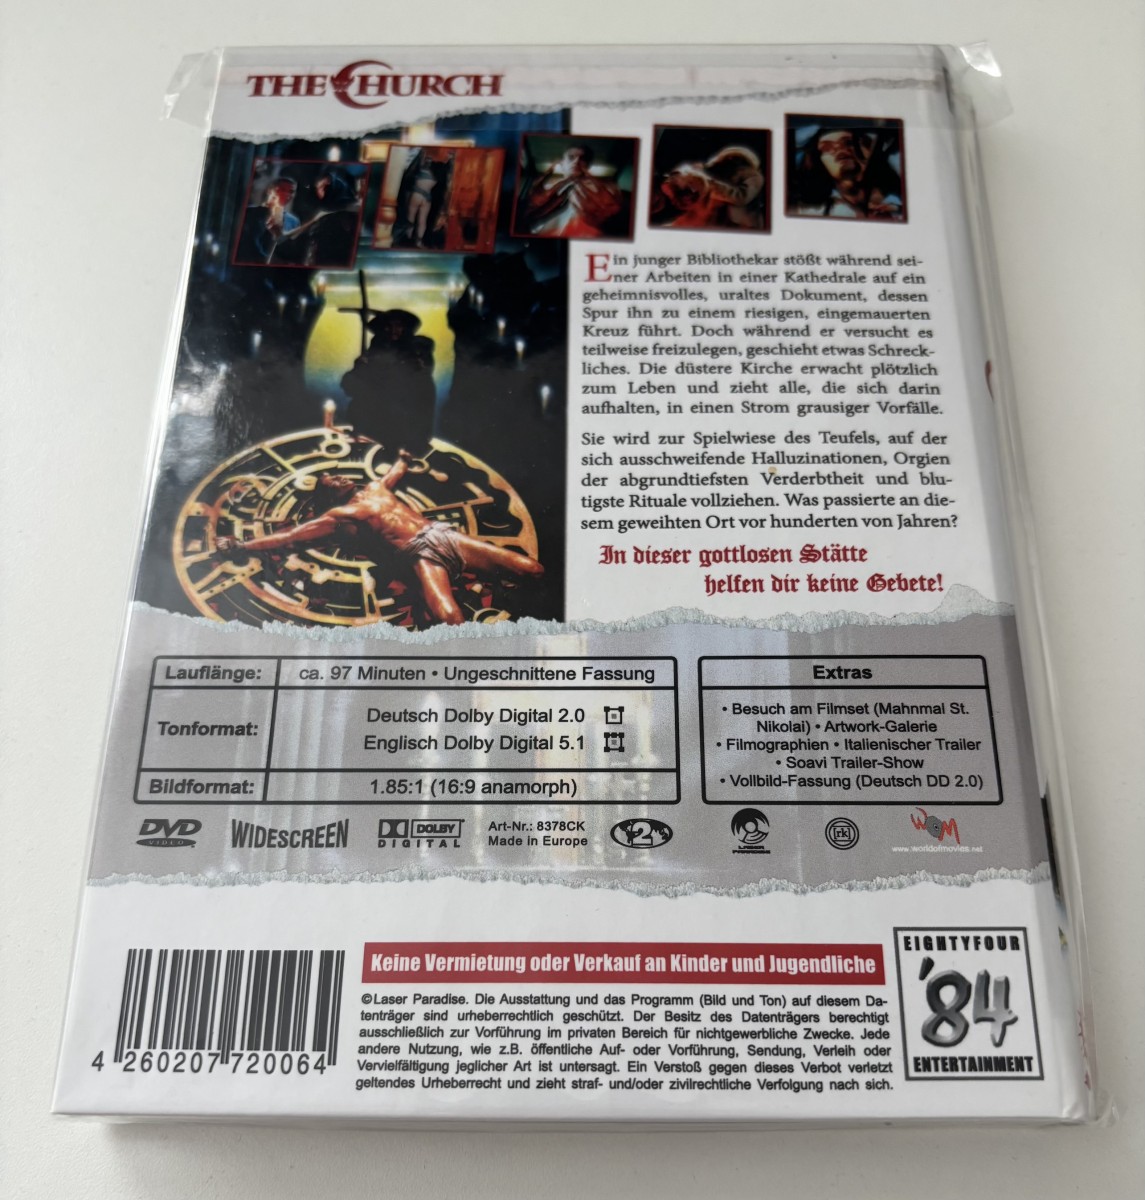 THE CHURCH
Ein junger Bibliothekar stößt während sei-
ner Arbeiten in einer Kathedrale auf ein
geheimnisvolles, uraltes Dokument, dessen
Spur ihn zu einem riesigen, eingemauerten
Kreuz führt. Doch während er versucht es
teilweise freizulegen, geschieht etwas Schreck-
liches. Die düstere Kirche erwacht plötzlich
zum Leben und zieht alle, die sich darin
aufhalten, in einen Strom grausiger Vorfälle.
Sie wird zur Spielwiese des Teufels, auf der
sich ausschweifende Halluzinationen, Orgien
der abgrundtiefsten Verderbtheit und blu-
tigste Rituale vollziehen. Was passierte an die-
sem geweihten Ort vor hunderten von Jahren?
In dieser gottlosen Stätte
helfen dir keine Gebete!
Lauflänge: ca. 97 Minuten • Ungeschnittene Fassung
Tonformat: Deutsch Dolby Digital 2.0
Englisch Dolby Digital 5.1
Bildformat: 1.85:1 (16:9 anamorph)
Extras
• Besuch am Filmset (Mahnmal St.
Nikolai) • Artwork-Galerie
• Filmographien • Italienischer Trailer
• Soavi Trailer-Show
• Vollbild-Fassung (Deutsch DD 2.0)
DVD VIDEO
WIDESCREEN
DOLBY DIGITAL
Art-Nr.: 8378CK
Made in Europe
2
LASER PARADISE
rk
WOM
www.worldofmovies.net
4 260207 720064
Keine Vermietung oder Verkauf an Kinder und Jugendliche
©Laser Paradise. Die Ausstattung und das Programm (Bild und Ton) auf diesem Da-
tenträger sind urheberrechtlich geschützt. Der Besitz des Datenträgers berechtigt
ausschließlich zur Vorführung im privaten Bereich für nichtgewerbliche Zwecke. Jede
andere Nutzung, wie z.B. öffentliche Auf- oder Vorführung, Sendung, Verleih oder
Vervielfältigung jeglicher Art ist untersagt. Ein Verstoß gegen dieses Verbot verletzt
geltendes Urheberrecht und zieht straf- und/oder zivilrechtliche Verfolgung nach sich.
EIGHTYFOUR
'84
ENTERTAINMENT